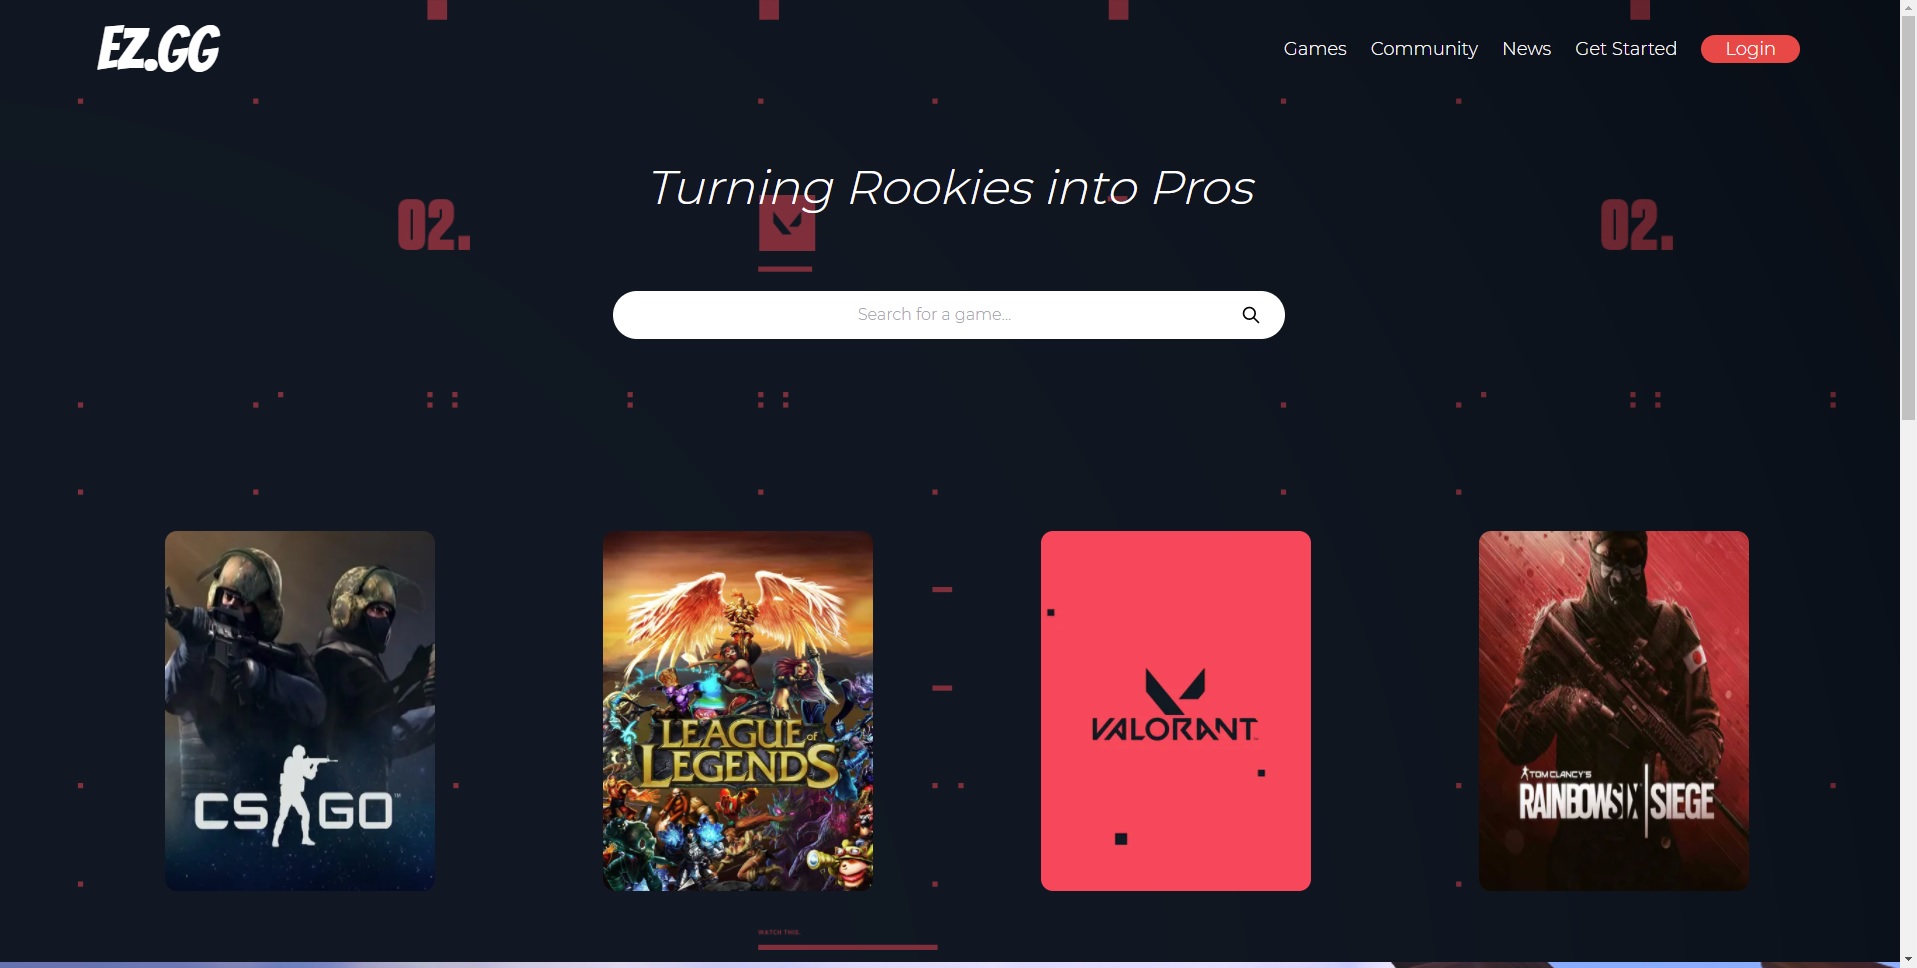 EZ.GG
Games Community News Get Started Login
Turning Rookies into Pros
02.
02.
Search for a game...
CS GO™
LEAGUE of
LEGENDS
VALORANT
TOM CLANCY'S
RAINBOW SIX | SIEGE
WATCH THIS.